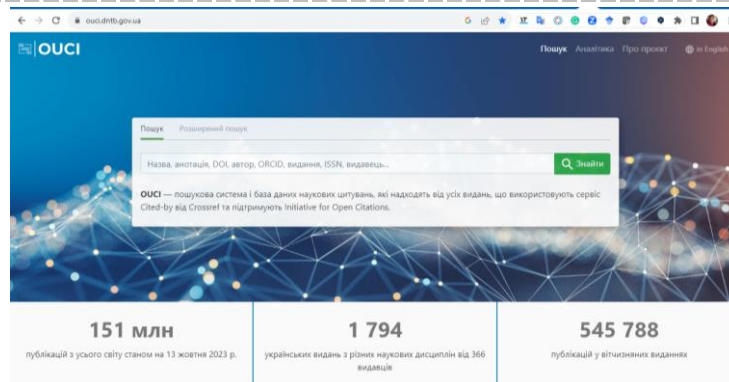 ouci.dntb.gov.ua
OUCI
Пошук Аналітика Про проєкт in English
Пошук Розширений пошук
Назва, анотація, DOI, автор, ORCID, видання, ISSN, видавець...
Знайти
OUCI — пошукова система і база даних наукових цитувань, які надходять від усіх видань, що використовують сервіс
Cited-by від Crossref та підтримують Initiative for Open Citations.
151 млн
1 794
545 788
публікацій з усього світу станом на 13 жовтня 2023 р.
українських видань з різних наукових дисциплін від 366
видавців
публікацій у вітчизняних виданнях